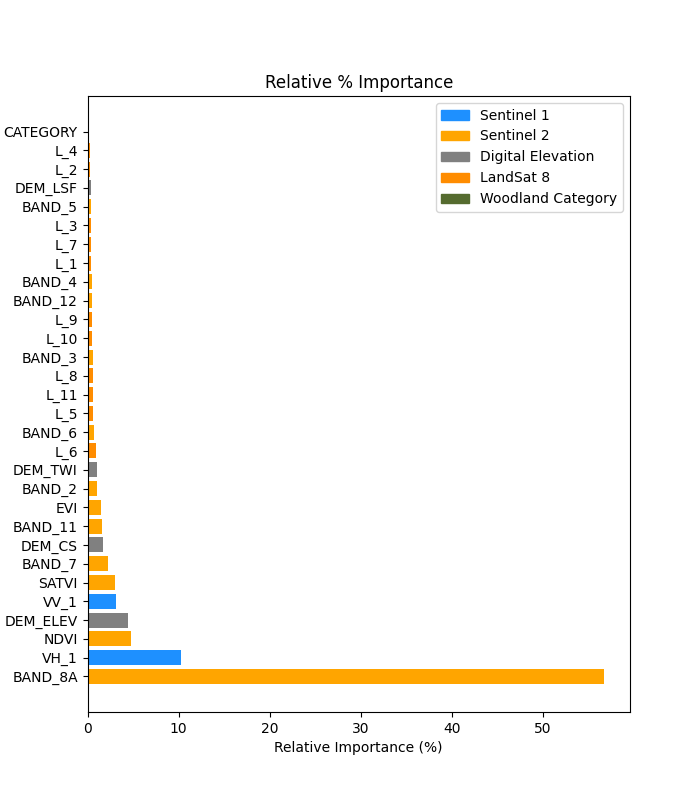 Relative % Importance
Sentinel 1
Sentinel 2
Digital Elevation
LandSat 8
Woodland Category
CATEGORY
L_4
L_2
DEM_LSF
BAND_5
L_3
L_7
L_1
BAND_4
BAND_12
L_9
L_10
BAND_3
L_8
L_11
L_5
BAND_6
L_6
DEM_TWI
BAND_2
EVI
BAND_11
DEM_CS
BAND_7
SATVI
VV_1
DEM_ELEV
NDVI
VH_1
BAND_8A
0 10 20 30 40 50
Relative Importance (%)